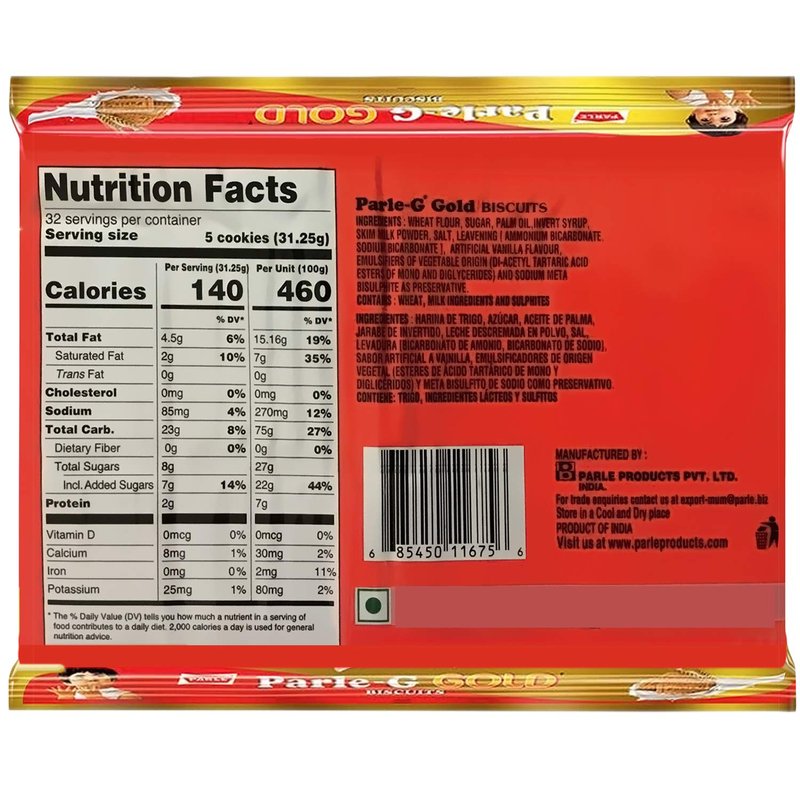 PARLE Parle-G GOLD
BISCUITS
Nutrition Facts
32 servings per container
Serving size 5 cookies (31.25g)
Per Serving (31.25g) Per Unit (100g)
Calories 140 460
% DV* % DV*
Total Fat 4.5g 6% 15.16g 19%
Saturated Fat 2g 10% 7g 35%
Trans Fat 0g 0g
Cholesterol 0mg 0% 0mg 0%
Sodium 85mg 4% 270mg 12%
Total Carb. 23g 8% 75g 27%
Dietary Fiber 0g 0% 0g 0%
Total Sugars 8g 27g
Incl. Added Sugars 7g 14% 22g 44%
Protein 2g 7g
Vitamin D 0mcg 0% 0mcg 0%
Calcium 8mg 1% 30mg 2%
Iron 0mg 0% 2mg 11%
Potassium 25mg 1% 80mg 2%
* The % Daily Value (DV) tells you how much a nutrient in a serving of
food contributes to a daily diet. 2,000 calories a day is used for general
nutrition advice.
Parle-G® Gold BISCUITS
INGREDIENTS : WHEAT FLOUR, SUGAR, PALM OIL, INVERT SYRUP,
SKIM MILK POWDER, SALT, LEAVENING [ AMMONIUM BICARBONATE,
SODIUM BICARBONATE ], ARTIFICIAL VANILLA FLAVOUR,
EMULSIFIERS OF VEGETABLE ORIGIN (DI-ACETYL TARTARIC ACID
ESTERS OF MONO AND DIGLYCERIDES) AND SODIUM META
BISULPHITE AS PRESERVATIVE.
CONTAINS : WHEAT, MILK INGREDIENTS AND SULPHITES
INGREDIENTES : HARINA DE TRIGO, AZÚCAR, ACEITE DE PALMA,
JARABE DE INVERTIDO, LECHE DESCREMADA EN POLVO, SAL,
LEVADURA [BICARBONATO DE AMONIO, BICARBONATO DE SODIO],
SABOR ARTIFICIAL A VAINILLA, EMULSIFICADORES DE ORIGEN
VEGETAL (ESTERES DE ÁCIDO TARTÁRICO DE MONO Y
DIGLICERIDOS) Y META BISULFITO DE SODIO COMO PRESERVATIVO.
CONTIENE: TRIGO, INGREDIENTES LÁCTEOS Y SULFITOS
6 85450 11675 6
MANUFACTURED BY :
PARLE PRODUCTS PVT. LTD.
INDIA.
For trade enquiries contact us at export-mum@parle.biz
Store in a Cool and Dry place
PRODUCT OF INDIA
Visit us at www.parleproducts.com
PARLE Parle-G GOLD
BISCUITS